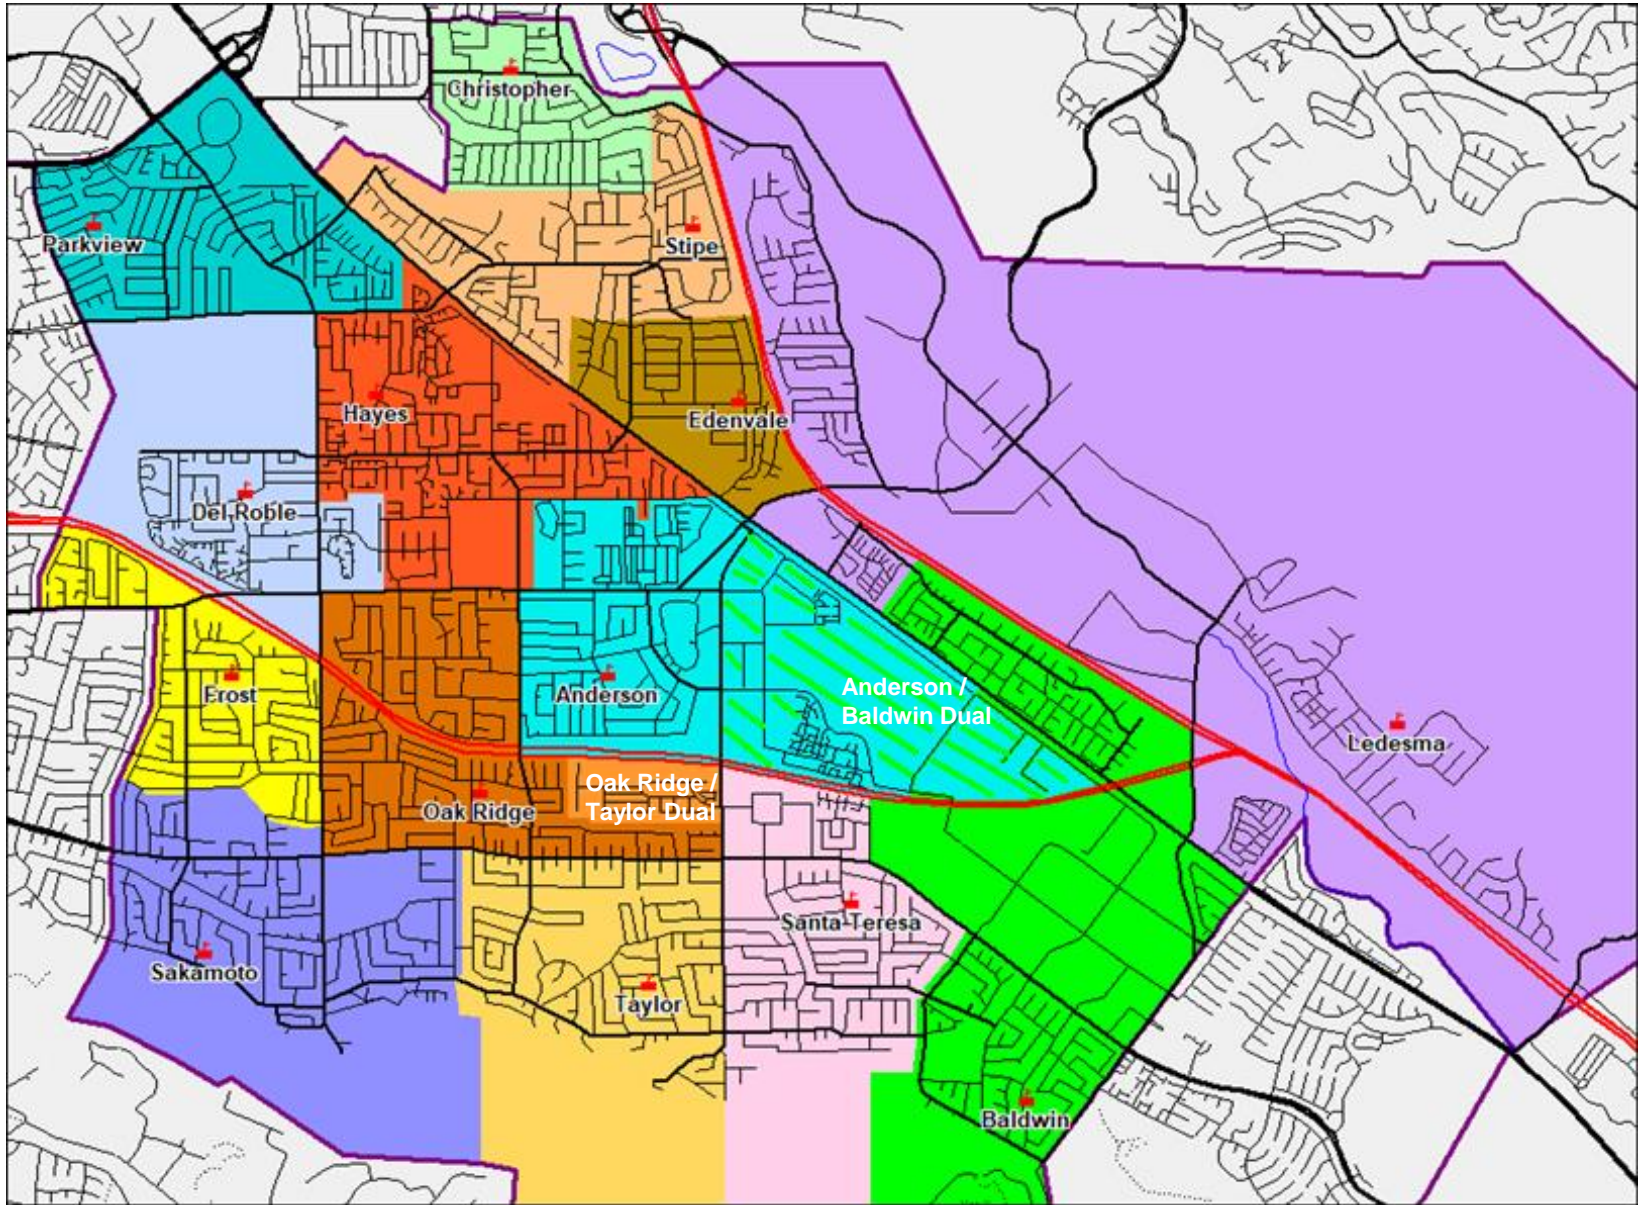 Christopher
Parkview
Stipe
Hayes
Edenvale
Del Roble
Frost
Anderson
Anderson /
Baldwin Dual
Ledesma
Oak Ridge /
Taylor Dual
Oak Ridge
Santa Teresa
Sakamoto
Taylor
Baldwin